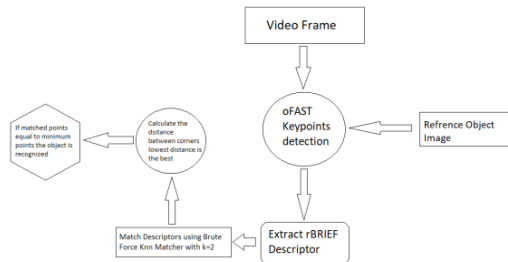 Video Frame
oFAST
Keypoints
detection
Refrence Object
Image
Extract rBRIEF
Descriptor
Match Descriptors using Brute
Force Knn Matcher with k=2
Calculate the
dsitance
between corners
lowest distance is
the best
If matched points
equal to minimum
points the object is
recognized